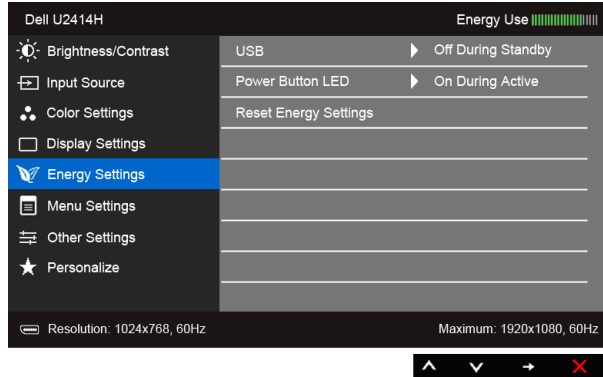 Dell U2414H Energy Use
Brightness/Contrast USB Off During Standby
Input Source Power Button LED On During Active
Color Settings Reset Energy Settings
Display Settings
Energy Settings
Menu Settings
Other Settings
Personalize
Resolution: 1024x768, 60Hz Maximum: 1920x1080, 60Hz